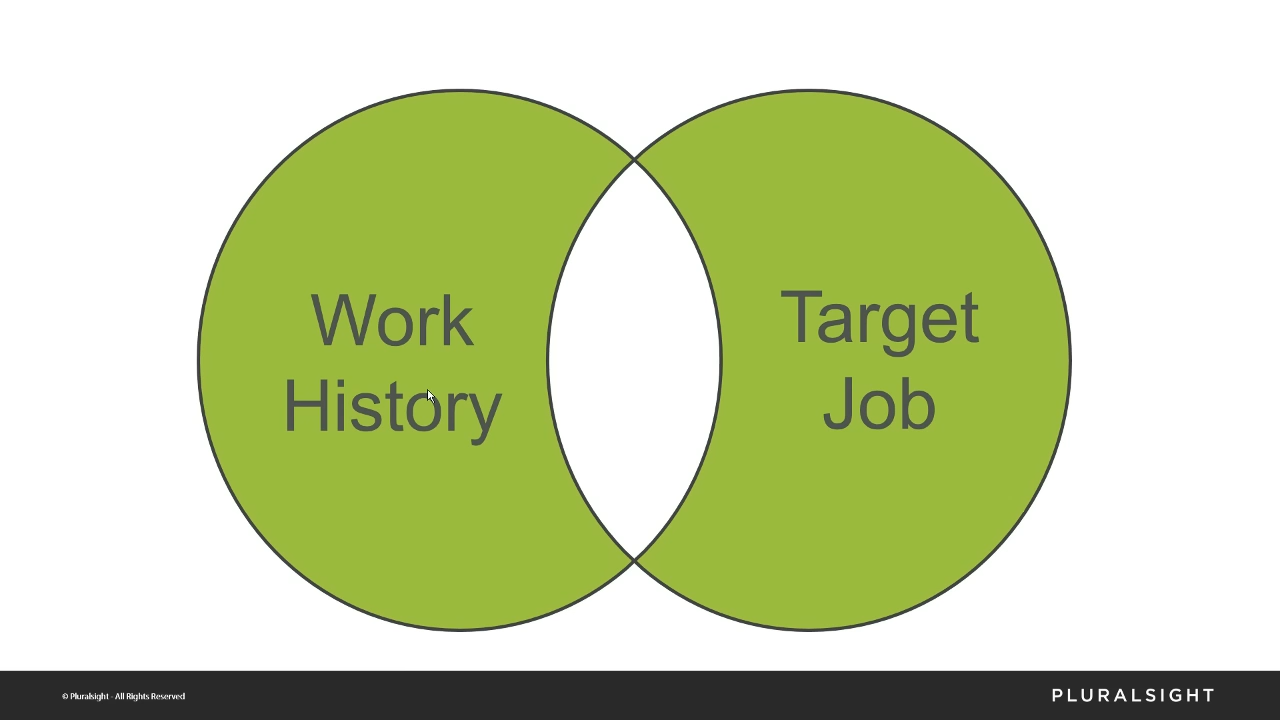 Work
History
Target
Job
© Pluralsight - All Rights Reserved
PLURALSIGHT